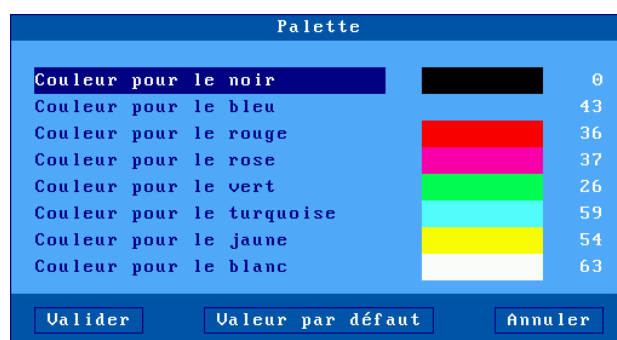 Palette
Couleur pour le noir 0
Couleur pour le bleu 43
Couleur pour le rouge 36
Couleur pour le rose 37
Couleur pour le vert 26
Couleur pour le turquoise 59
Couleur pour le jaune 54
Couleur pour le blanc 63
Valider Valeur par défaut Annuler